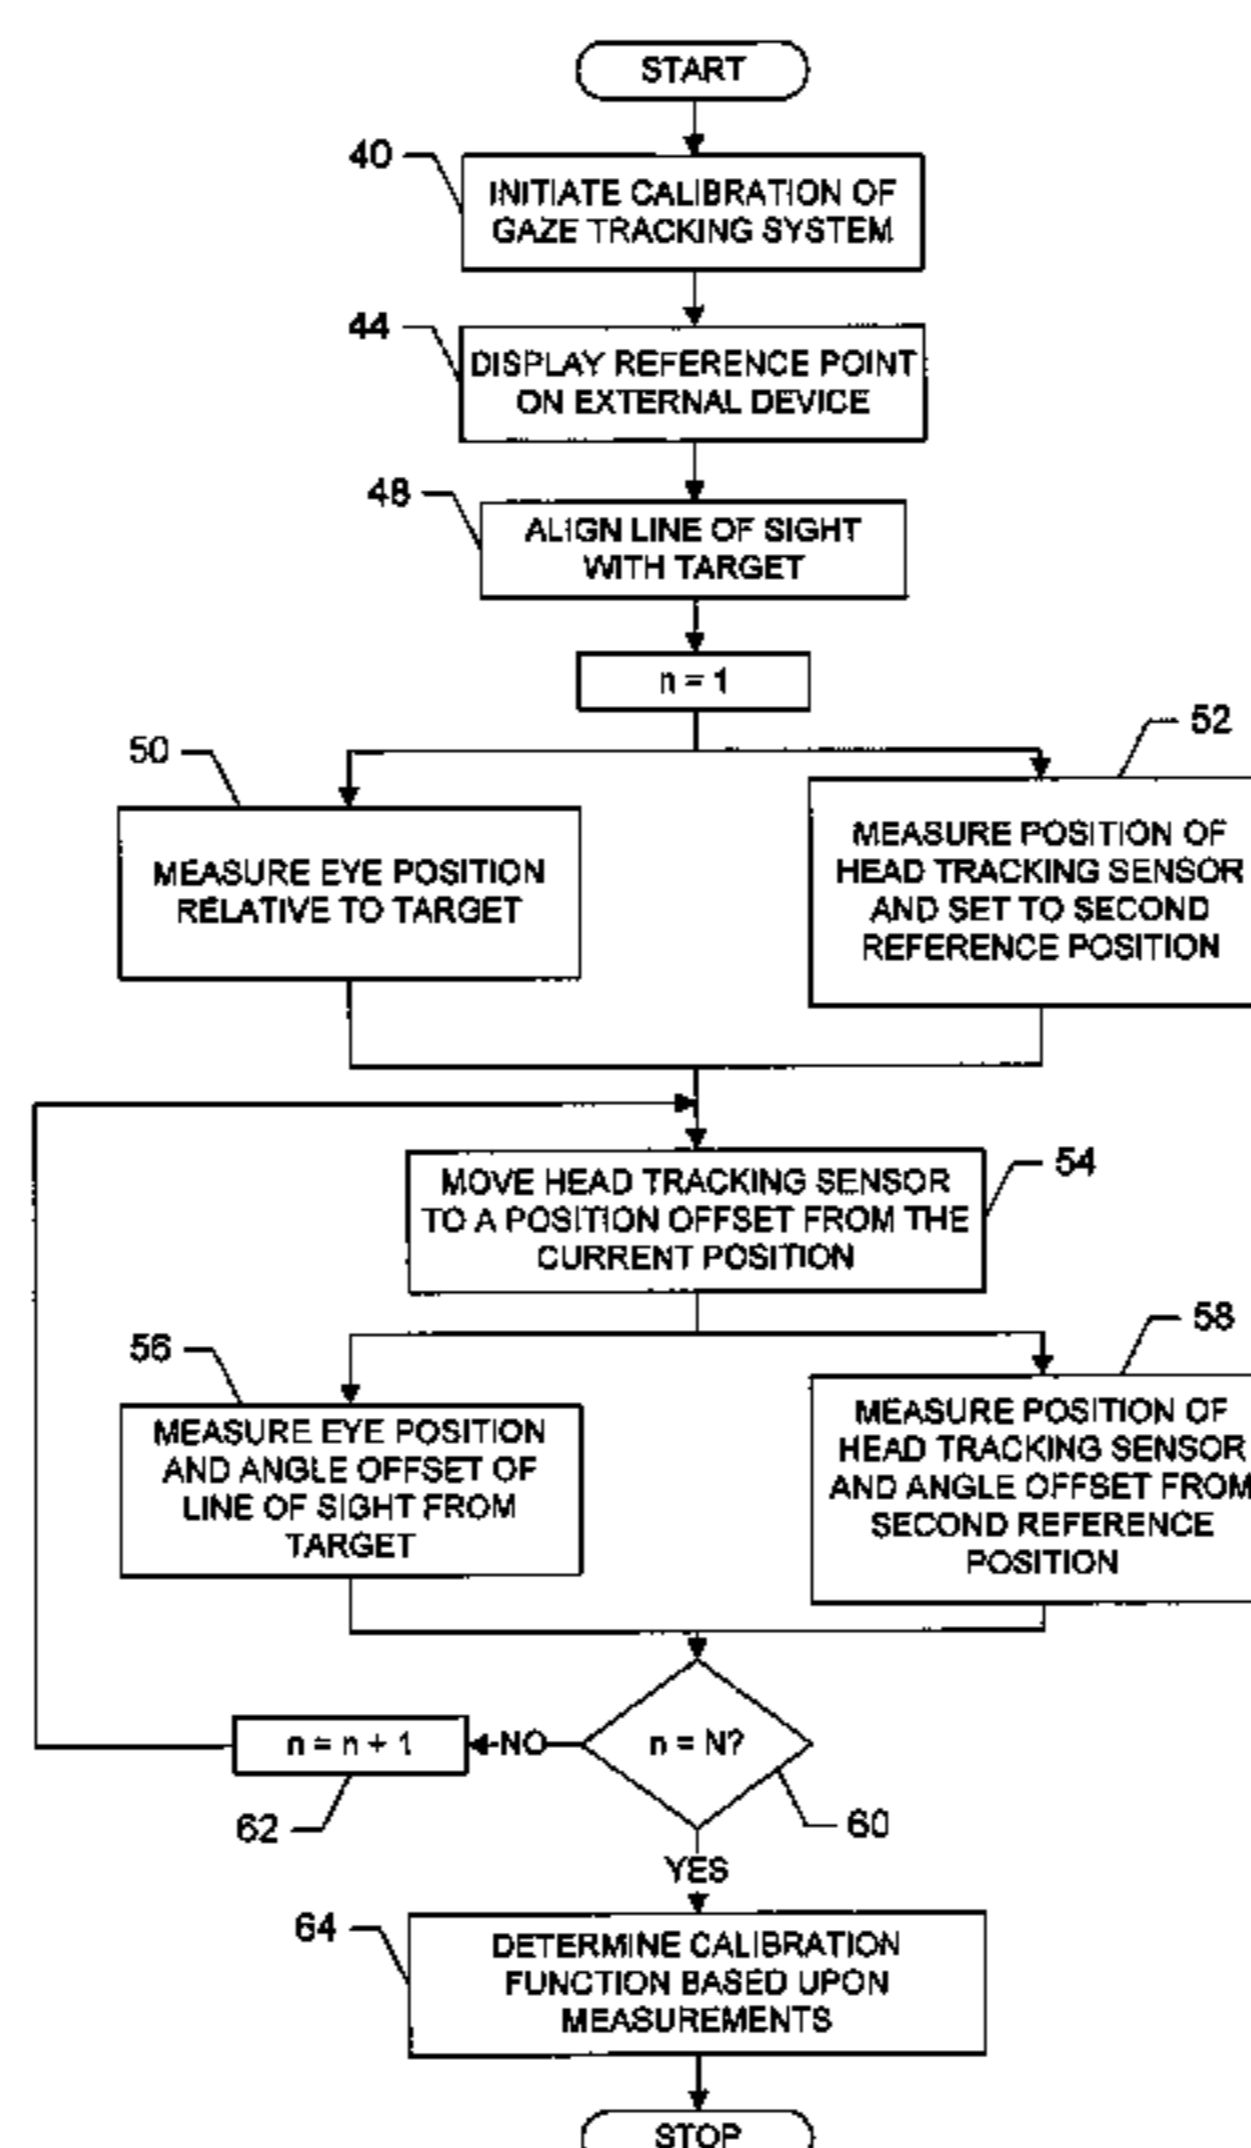 START
40
INITIATE CALIBRATION OF
GAZE TRACKING SYSTEM
44
DISPLAY REFERENCE POINT
ON EXTERNAL DEVICE
48
ALIGN LINE OF SIGHT
WITH TARGET
n = 1
50
52
MEASURE EYE POSITION
RELATIVE TO TARGET
MEASURE POSITION OF
HEAD TRACKING SENSOR
AND SET TO SECOND
REFERENCE POSITION
54
MOVE HEAD TRACKING SENSOR
TO A POSITION OFFSET FROM THE
CURRENT POSITION
56
58
MEASURE EYE POSITION
AND ANGLE OFFSET OF
LINE OF SIGHT FROM
TARGET
MEASURE POSITION OF
HEAD TRACKING SENSOR
AND ANGLE OFFSET FROM
SECOND REFERENCE
POSITION
n = n + 1
NO
n = N?
62
60
YES
64
DETERMINE CALIBRATION
FUNCTION BASED UPON
MEASUREMENTS
STOP